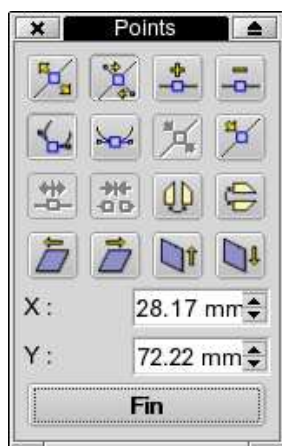 Points
X :
28.17 mm
Y :
72.22 mm
Fin